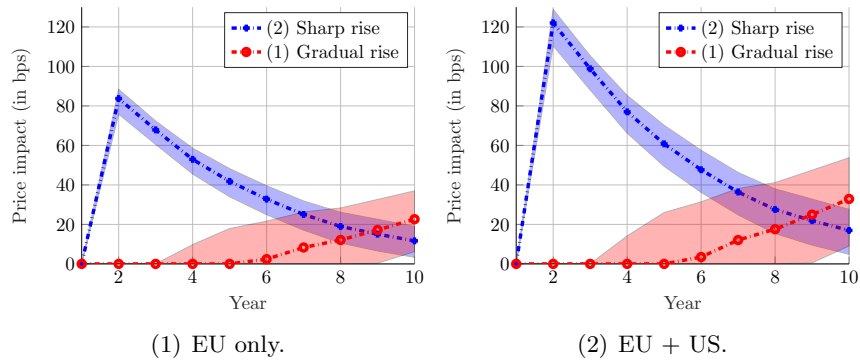 120
100
80
60
40
20
0
2
4
6
8
10
Price impact (in bps)
Year
(2) Sharp rise
(1) Gradual rise
(1) EU only.
120
100
80
60
40
20
0
2
4
6
8
10
Price impact (in bps)
Year
(2) Sharp rise
(1) Gradual rise
(2) EU + US.